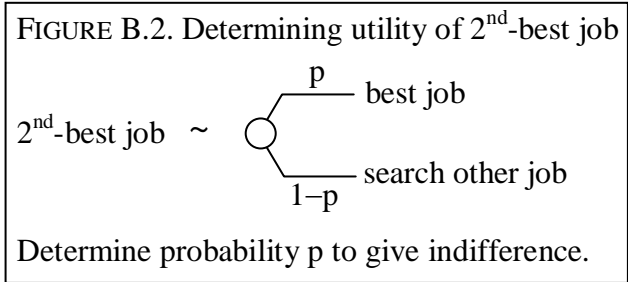 FIGURE B.2. Determining utility of 2nd-best job
p
best job
2nd-best job ~
search other job
1–p
Determine probability p to give indifference.